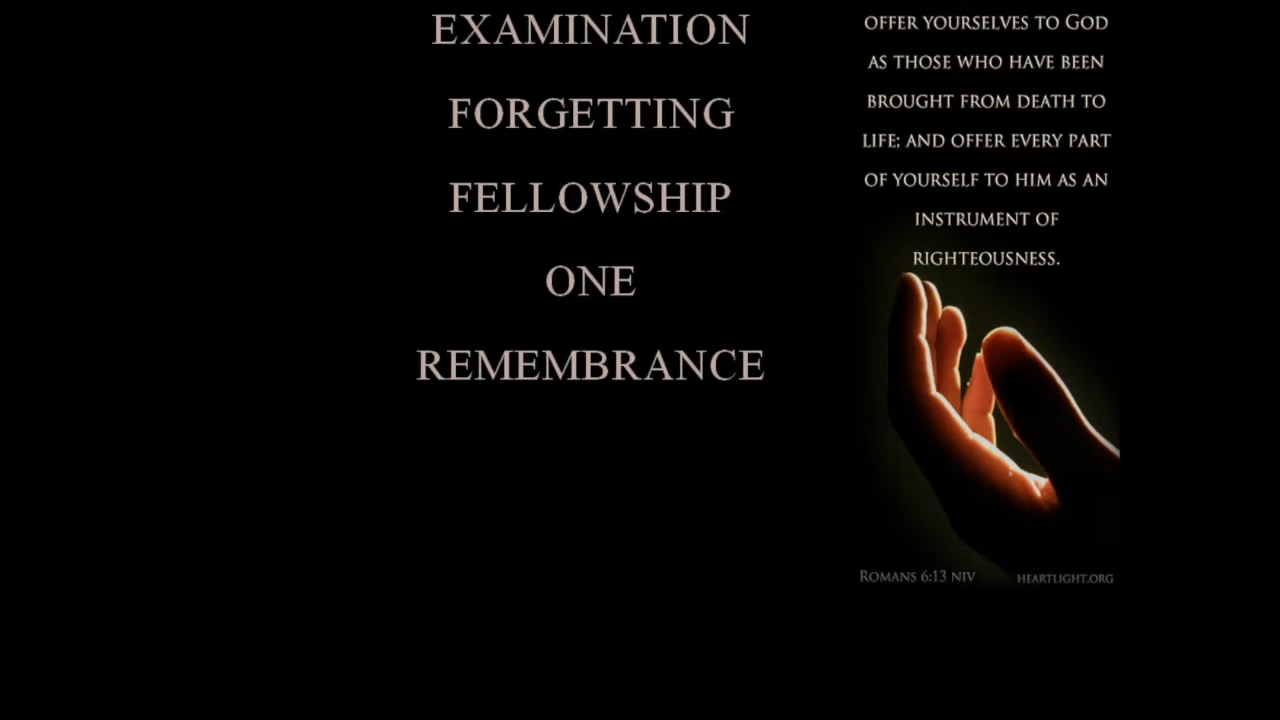 EXAMINATION
FORGETTING
FELLOWSHIP
ONE
REMEMBRANCE
OFFER YOURSELVES TO GOD
AS THOSE WHO HAVE BEEN
BROUGHT FROM DEATH TO
LIFE; AND OFFER EVERY PART
OF YOURSELF TO HIM AS AN
INSTRUMENT OF
RIGHTEOUSNESS.
ROMANS 6:13 NIV
HEARTLIGHT.ORG